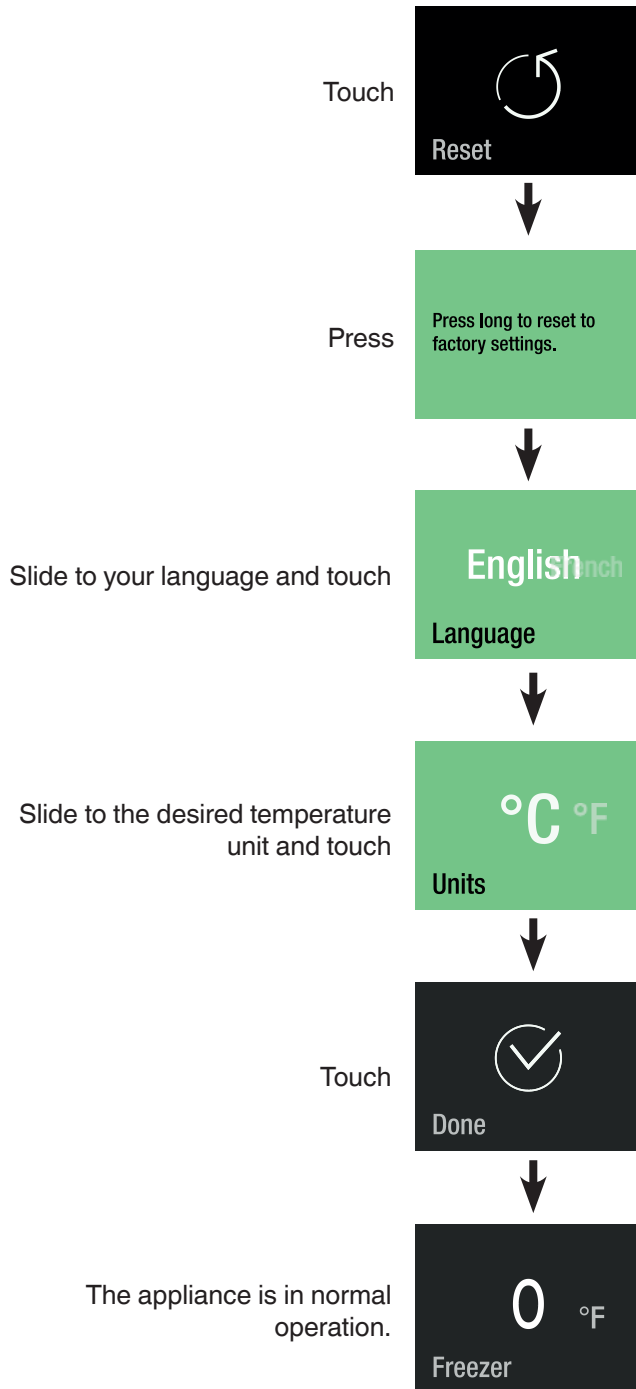 Touch
Reset
Press
Press long to reset to
factory settings.
Slide to your language and touch
English French
Language
Slide to the desired temperature
unit and touch
°C °F
Units
Touch
Done
The appliance is in normal
operation.
0 °F
Freezer